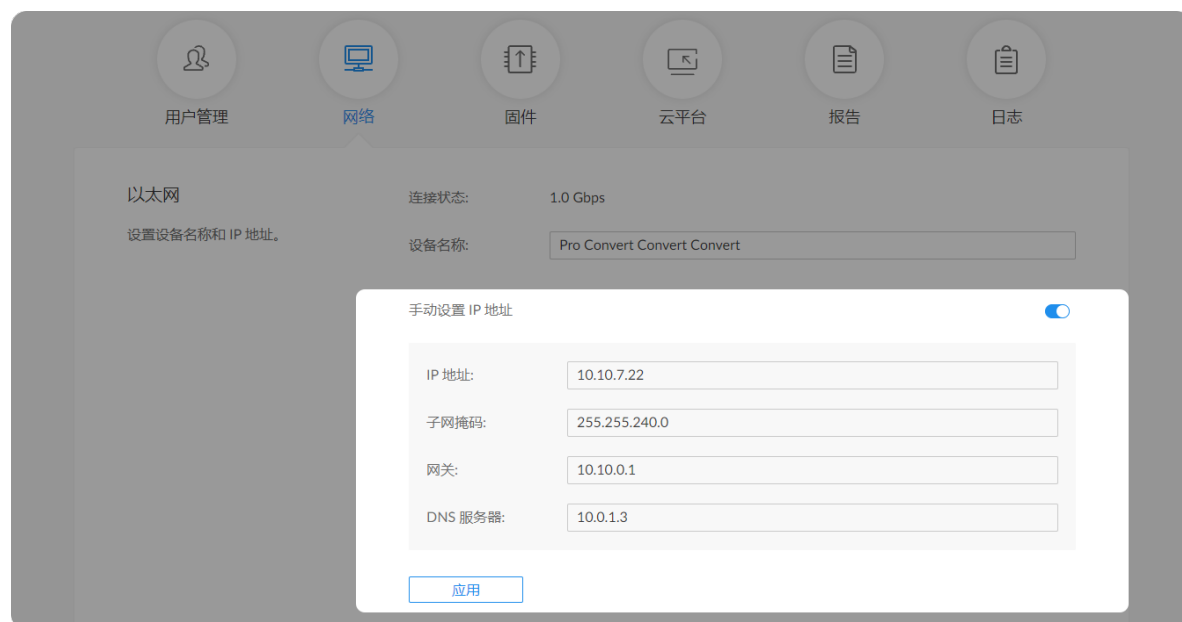 用户管理 网络 固件 云平台 报告 日志
以太网
设置设备名称和 IP 地址。
连接状态: 1.0 Gbps
设备名称: Pro Convert Convert Convert
手动设置 IP 地址
IP 地址: 10.10.7.22
子网掩码: 255.255.240.0
网关: 10.10.0.1
DNS 服务器: 10.0.1.3
应用